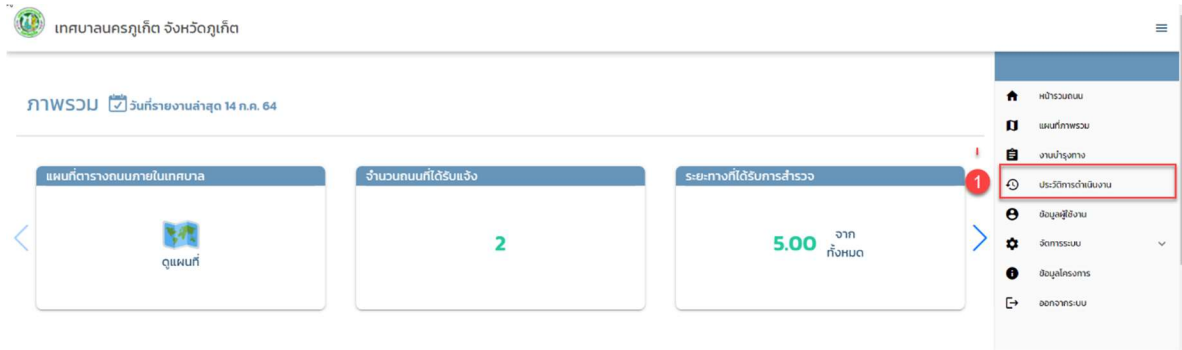 เทศบาลนครภูเก็ต จังหวัดภูเก็ต
ภาพรวม วันที่รายงานล่าสุด 14 ก.ค. 64
แผนที่ตารางถนนภายในเทศบาล
ดูแผนที่
จำนวนถนนที่ได้รับแจ้ง
2
ระยะทางที่ได้รับการสำรวจ
5.00 จาก
ทั้งหมด
หน้ารวมถนน
แผนที่ภาพรวม
งานบำรุงทาง
1 ประวัติการดำเนินงาน
ข้อมูลผู้ใช้งาน
จัดการระบบ
ข้อมูลโครงการ
ออกจากระบบ